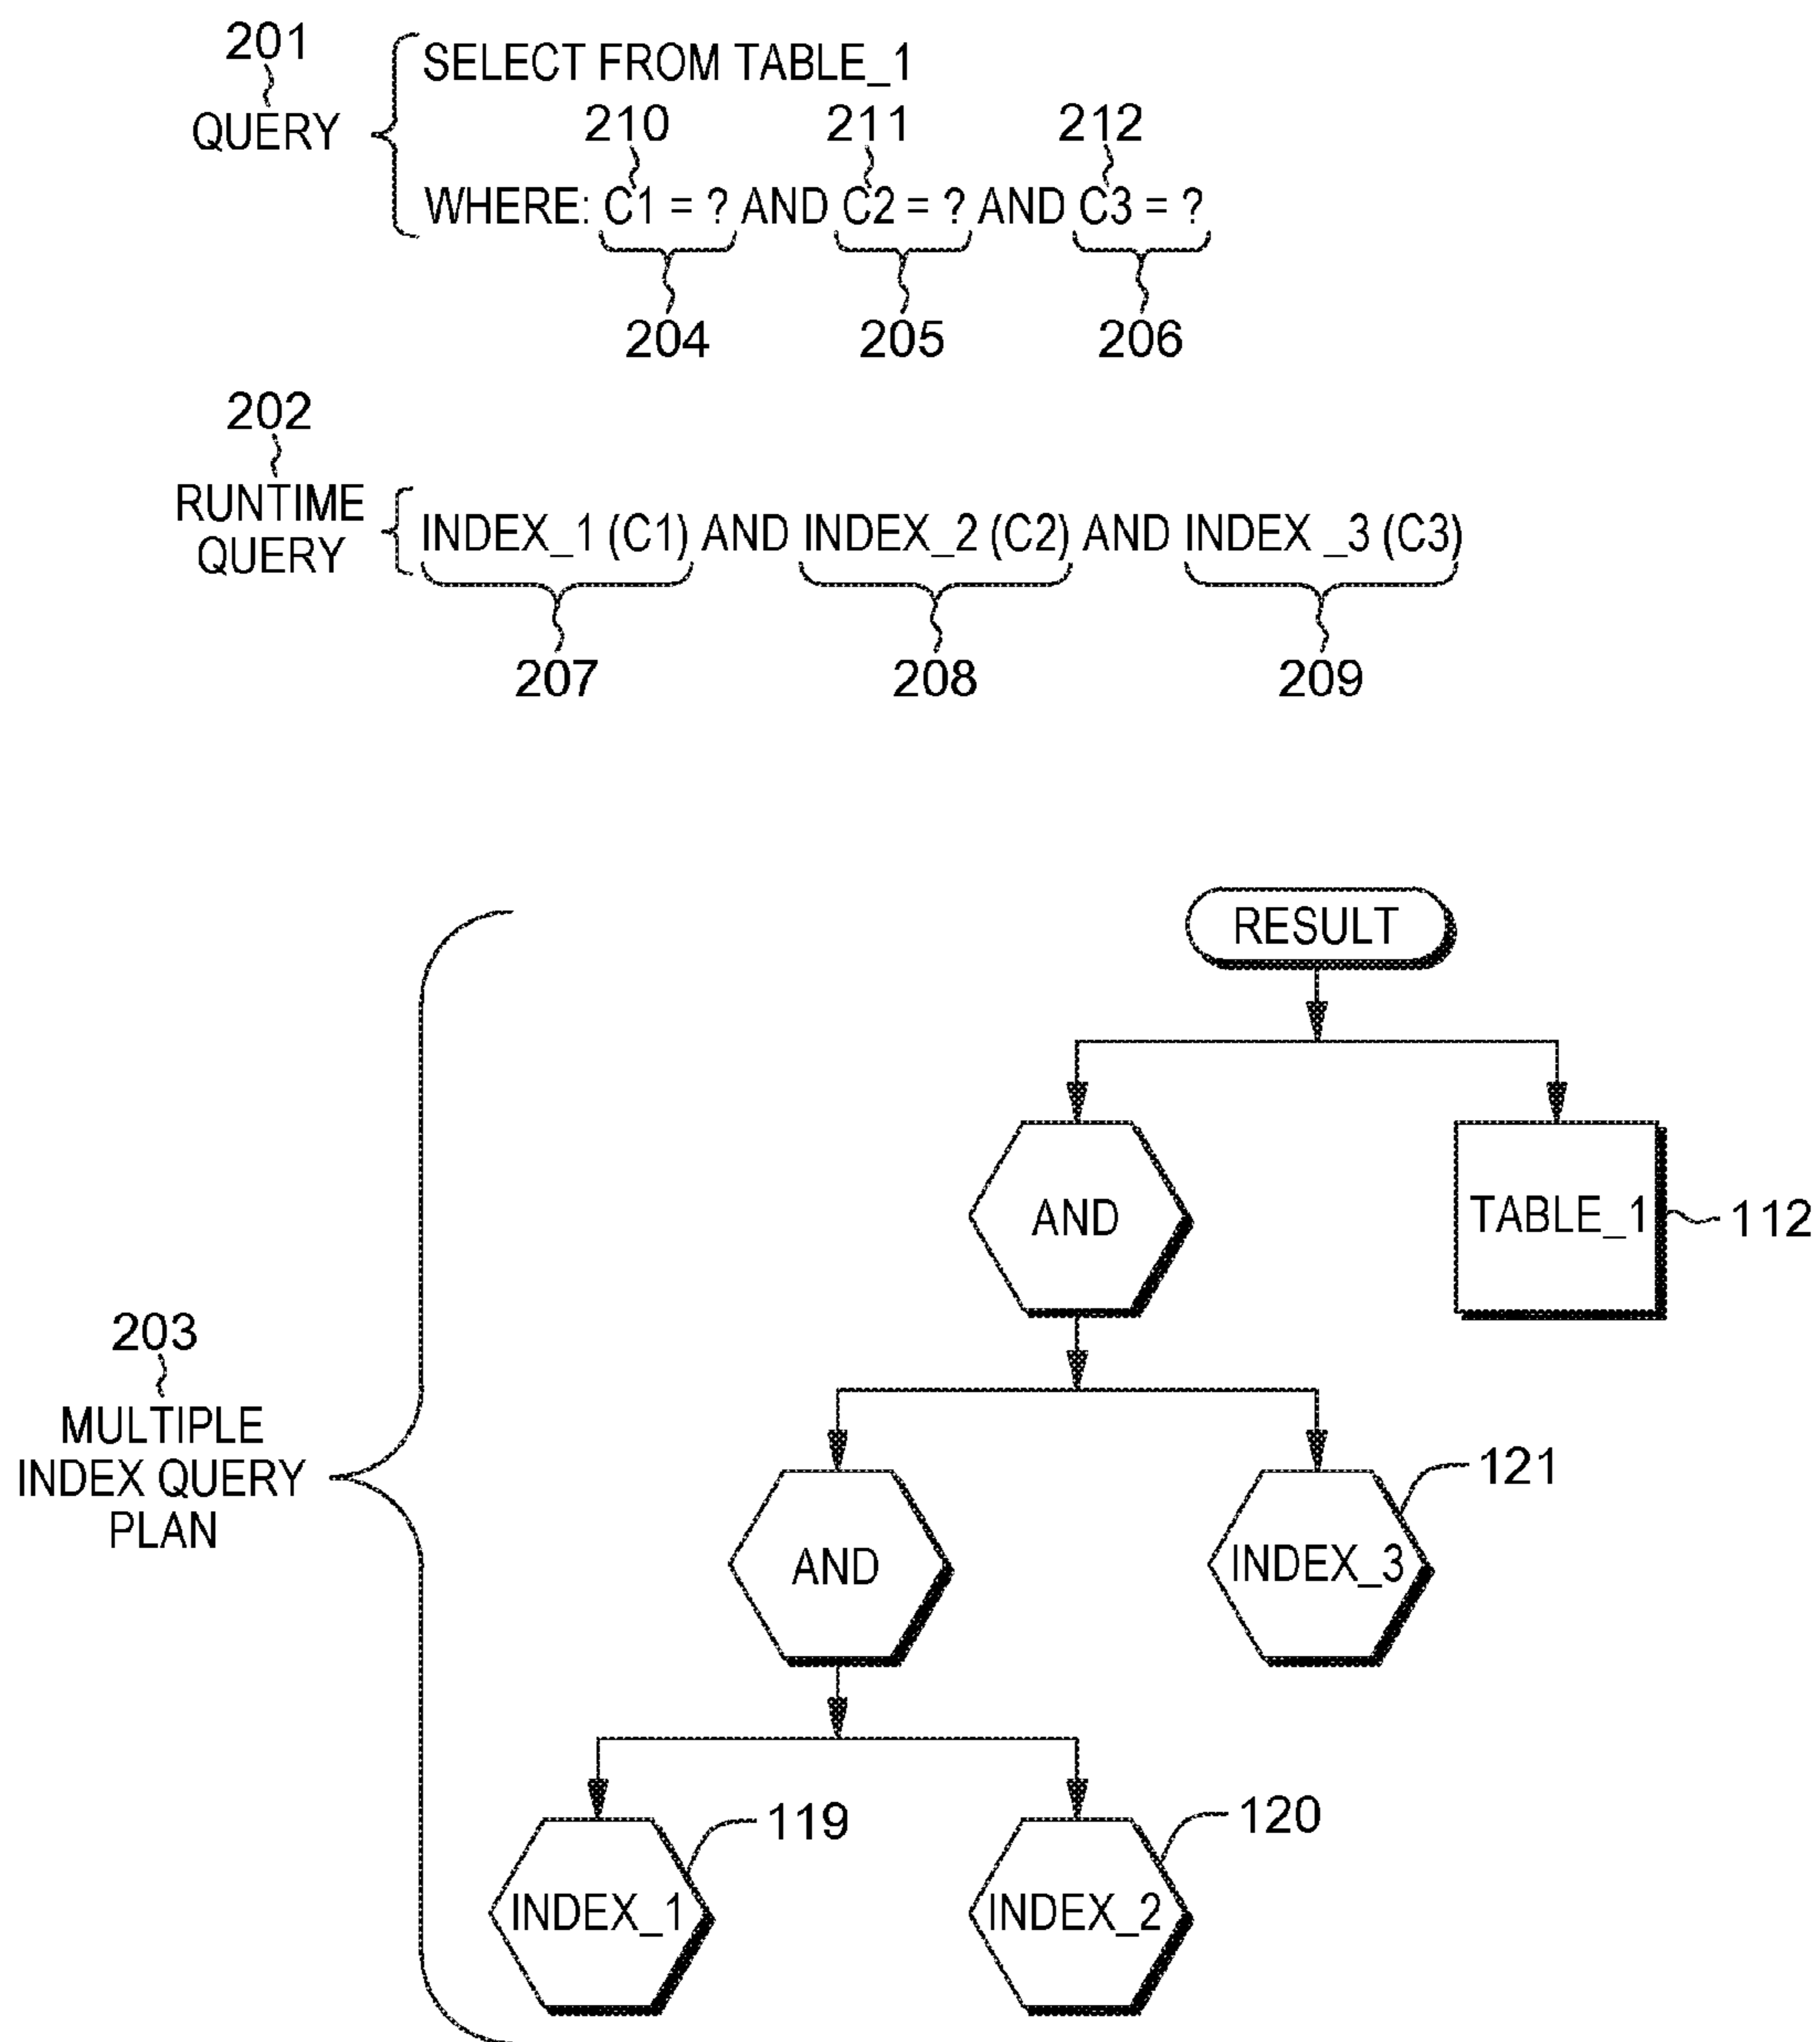 201
QUERY
SELECT FROM TABLE_1
210 211 212
WHERE: C1 = ? AND C2 = ? AND C3 = ?
204 205 206
202
RUNTIME
QUERY
INDEX_1 (C1) AND INDEX_2 (C2) AND INDEX _3 (C3)
207 208 209
RESULT
AND
TABLE_1
112
203
MULTIPLE
INDEX QUERY
PLAN
AND
INDEX_3
121
INDEX_1
119
INDEX_2
120